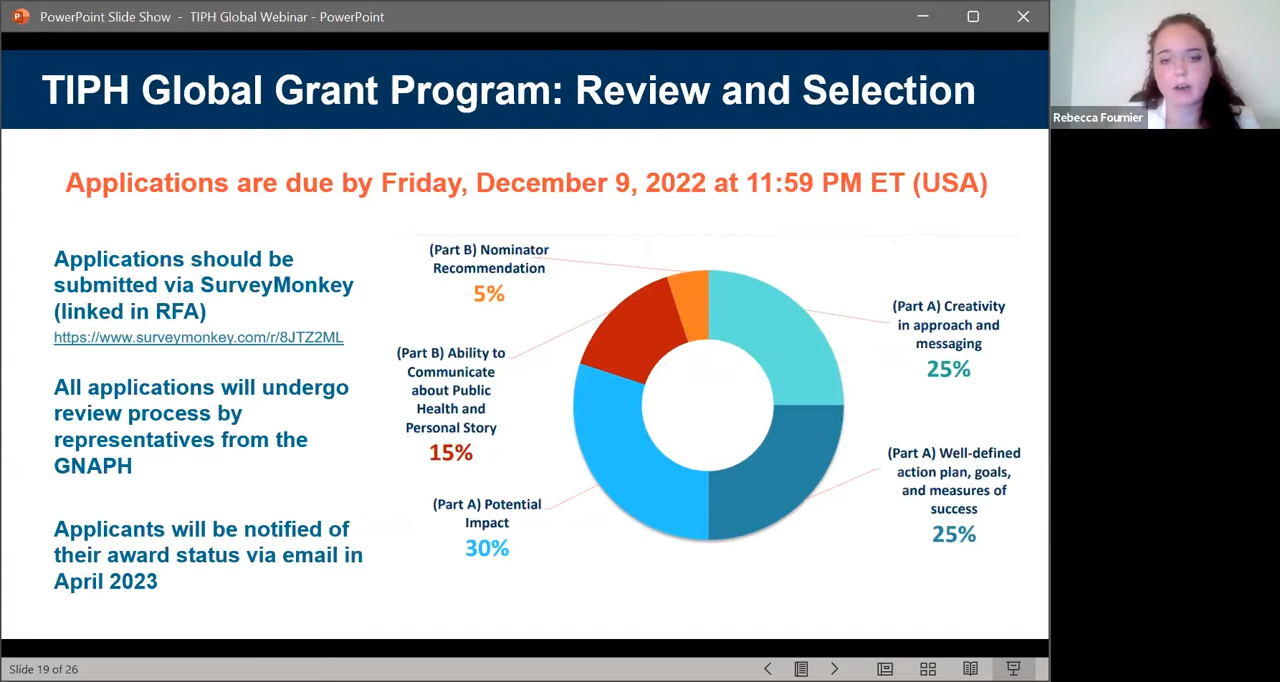 PowerPoint Slide Show - TIPH Global Webinar - PowerPoint
TIPH Global Grant Program: Review and Selection
Rebecca Fournier
Applications are due by Friday, December 9, 2022 at 11:59 PM ET (USA)
Applications should be
submitted via SurveyMonkey
(linked in RFA)
https://www.surveymonkey.com/r/8JTZ2ML
All applications will undergo
review process by
representatives from the
GNAPH
Applicants will be notified of
their award status via email in
April 2023
(Part B) Nominator
Recommendation
5%
(Part B) Ability to
Communicate
about Public
Health and
Personal Story
15%
(Part A) Potential
Impact
30%
(Part A) Creativity
in approach and
messaging
25%
(Part A) Well-defined
action plan, goals,
and measures of
success
25%
Slide 19 of 26